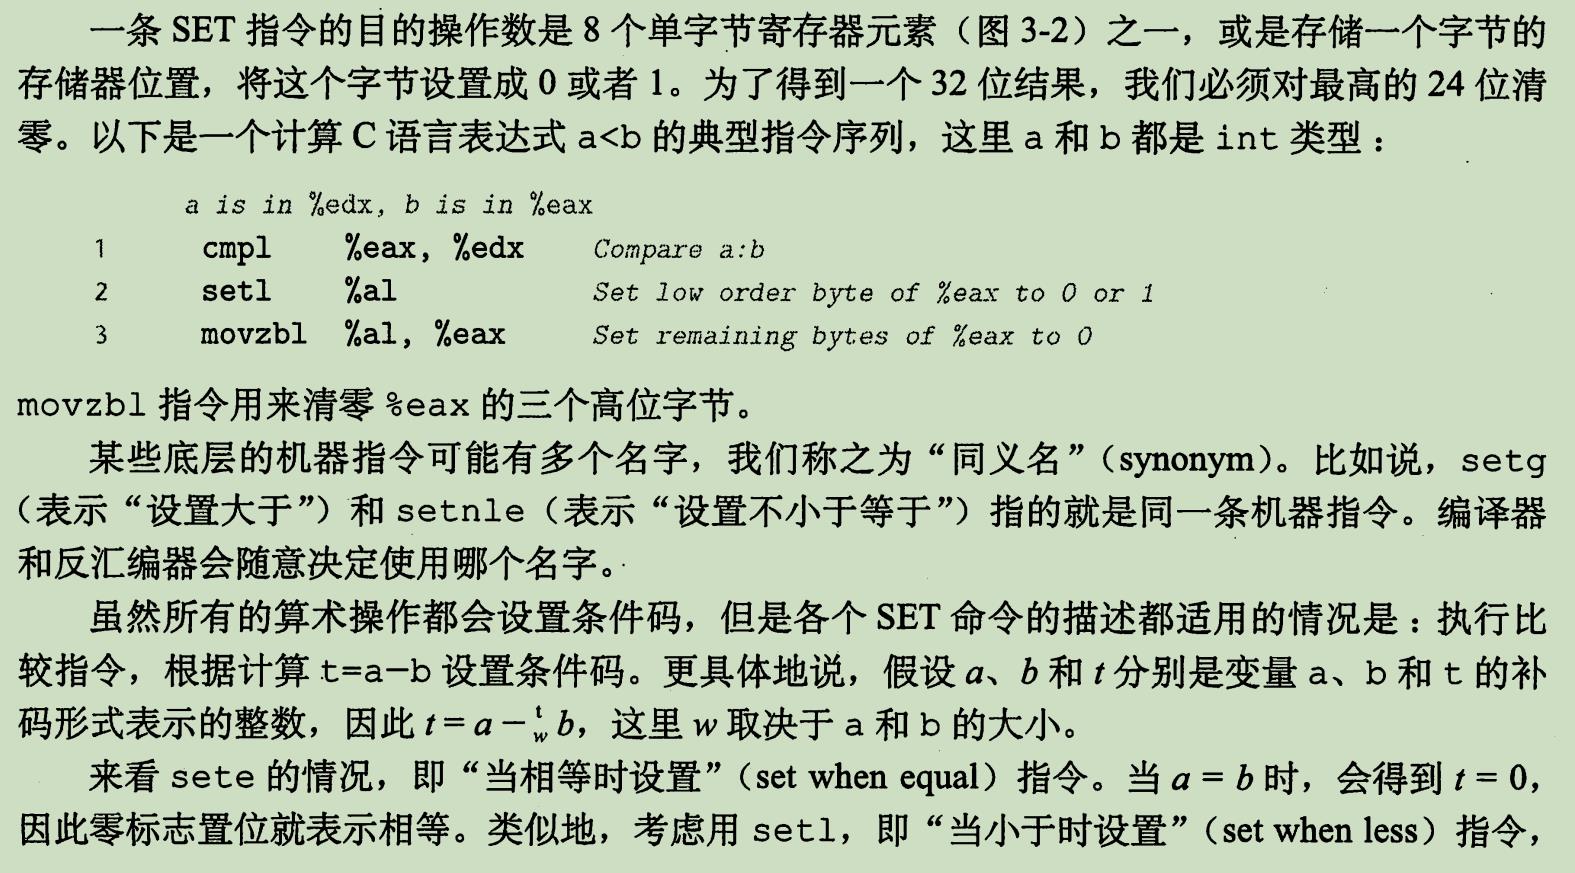 一条 SET 指令的目的操作数是 8 个单字节寄存器元素（图 3-2）之一，或是存储一个字节的
存储器位置，将这个字节设置成 0 或者 1。为了得到一个 32 位结果，我们必须对最高的 24 位清
零。以下是一个计算 C 语言表达式 a<b 的典型指令序列，这里 a 和 b 都是 int 类型：
a is in %edx, b is in %eax
1 cmpl %eax, %edx Compare a:b
2 setl %al Set low order byte of %eax to 0 or 1
3 movzbl %al, %eax Set remaining bytes of %eax to 0
movzbl 指令用来清零 %eax 的三个高位字节。
某些底层的机器指令可能有多个名字，我们称之为“同义名”（synonym）。比如说，setg
（表示“设置大于”）和 setnle（表示“设置不小于等于”）指的就是同一条机器指令。编译器
和反汇编器会随意决定使用哪个名字。
虽然所有的算术操作都会设置条件码，但是各个 SET 命令的描述都适用的情况是：执行比
较指令，根据计算 t=a-b 设置条件码。更具体地说，假设 a、b 和 t 分别是变量 a、b 和 t 的补
码形式表示的整数，因此 t = a -ᵗw b，这里 w 取决于 a 和 b 的大小。
来看 sete 的情况，即“当相等时设置”（set when equal）指令。当 a = b 时，会得到 t = 0，
因此零标志置位就表示相等。类似地，考虑用 setl，即“当小于时设置”（set when less）指令，